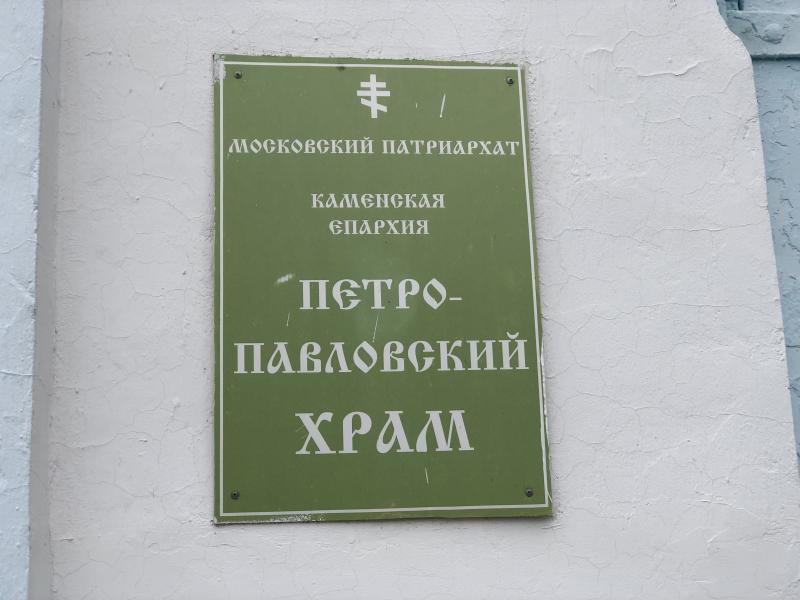 МОСКОВСКИЙ ПАТРИАРХАТ
КАМЕНСКАЯ
ЕПАРХИЯ
ПЕТРО-
ПАВЛОВСКИЙ
ХРАМ